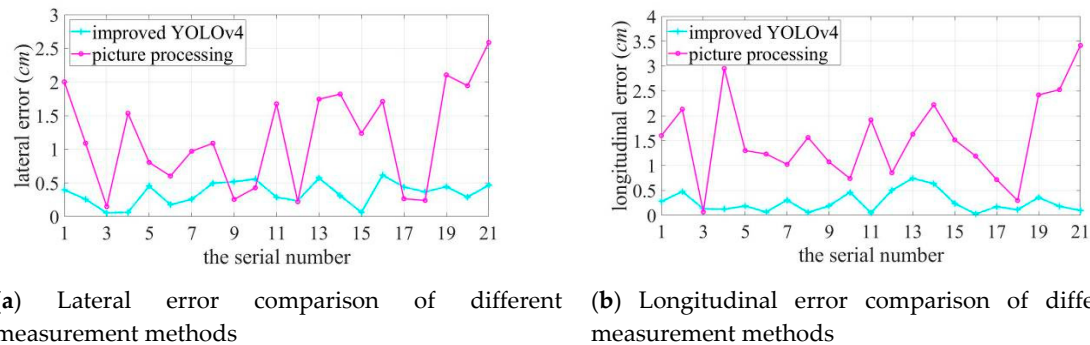 3
2.5
2
1.5
1
0.5
0
lateral error (cm)
improved YOLOv4
picture processing
1 3 5 7 9 11 13 15 17 19 21
the serial number
4
3.5
3
2.5
2
1.5
1
0.5
0
longitudinal error (cm)
improved YOLOv4
picture processing
1 3 5 7 9 11 13 15 17 19 21
the serial number
(a) Lateral error comparison of different
measurement methods
(b) Longitudinal error comparison of diffe
measurement methods